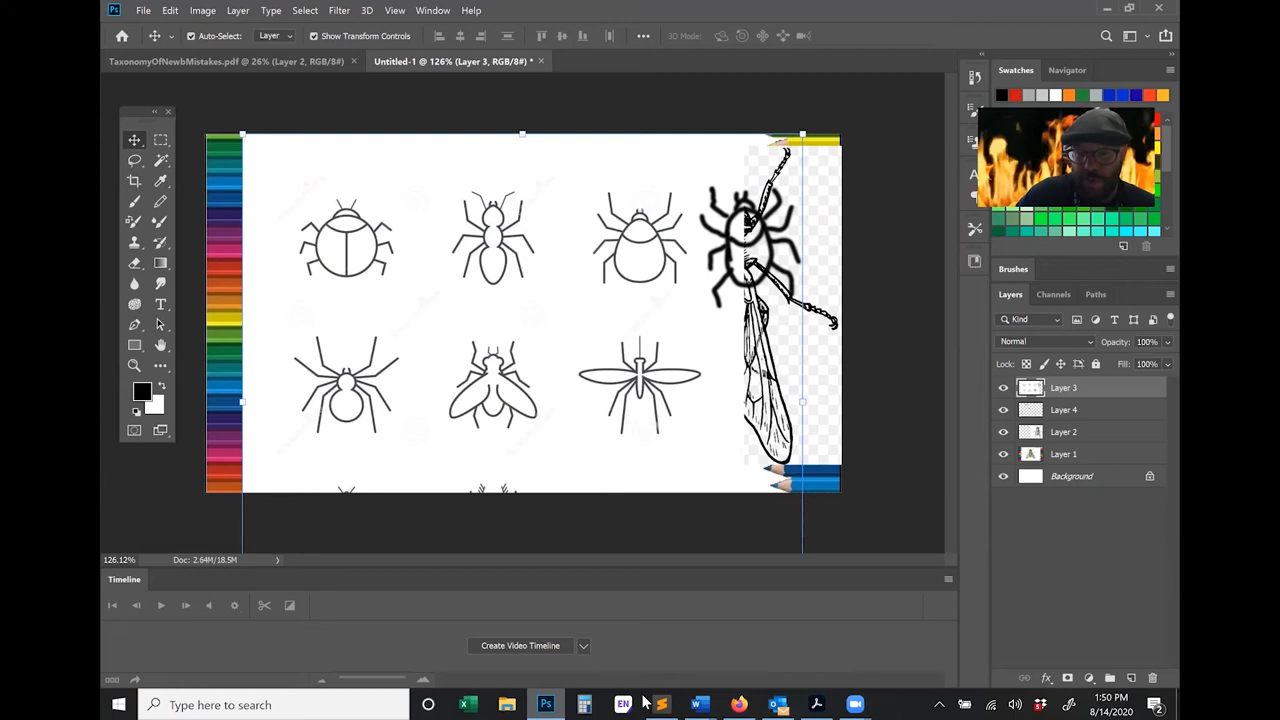 Ps File Edit Image Layer Type Select Filter 3D View Window Help
Auto-Select: Layer Show Transform Controls 3D Mode:
TaxonomyOfNewbMistakes.pdf @ 26% (Layer 2, RGB/8#) × Untitled-1 @ 126% (Layer 3, RGB/8#) * ×
Swatches Navigator
Brushes
Layers Channels Paths
Kind
Normal Opacity: 100%
Lock: Fill: 100%
Layer 3
Layer 4
Layer 2
Layer 1
Background
126.12% Doc: 2.64M/18.5M
Timeline
Create Video Timeline
Type here to search
1:50 PM
8/14/2020